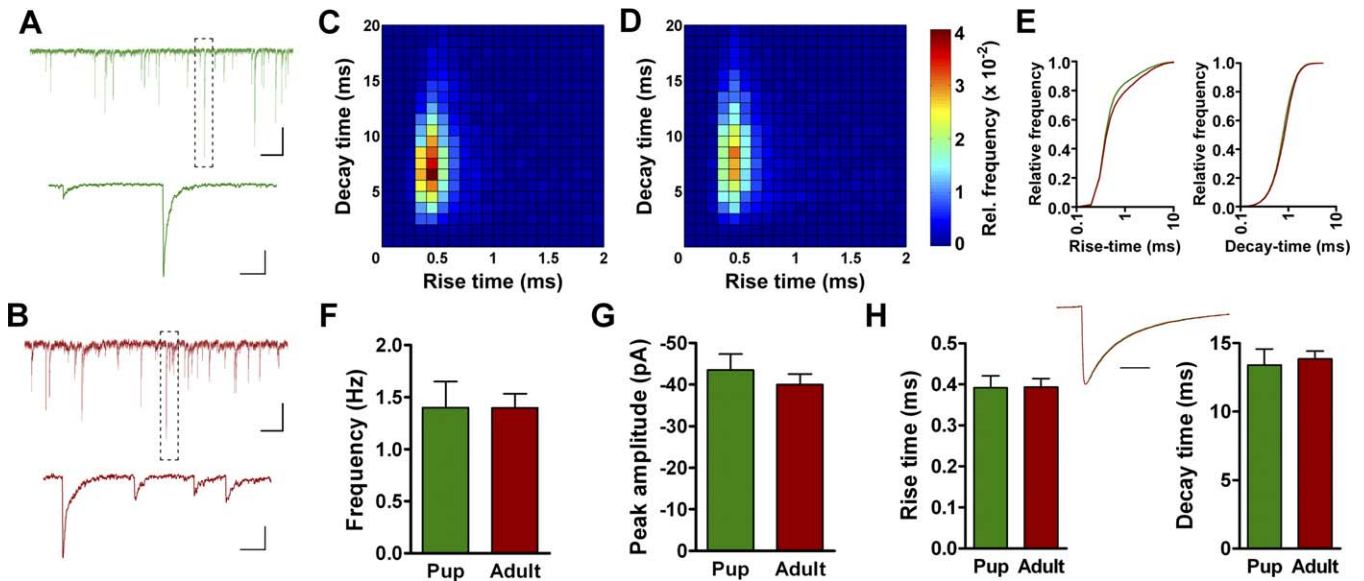 A
B
C
20
15
10
5
Decay time (ms)
0
0.5
1
1.5
2
Rise time (ms)
D
20
15
10
5
Decay time (ms)
0
0.5
1
1.5
2
Rise time (ms)
4
3
2
1
0
Rel. frequency (x 10-2)
E
1.0
0.8
0.6
0.4
0.2
0.0
Relative frequency
0.1
1
10
Rise-time (ms)
1.0
0.8
0.6
0.4
0.2
0.0
Relative frequency
0.1
1
10
Decay-time (ms)
F
2.0
1.5
1.0
0.5
0.0
Frequency (Hz)
Pup Adult
G
-50
-40
-30
-20
-10
0
Peak amplitude (pA)
Pup Adult
H
0.5
0.4
0.3
0.2
0.1
0.0
Rise time (ms)
Pup Adult
15
10
5
0
Decay time (ms)
Pup Adult